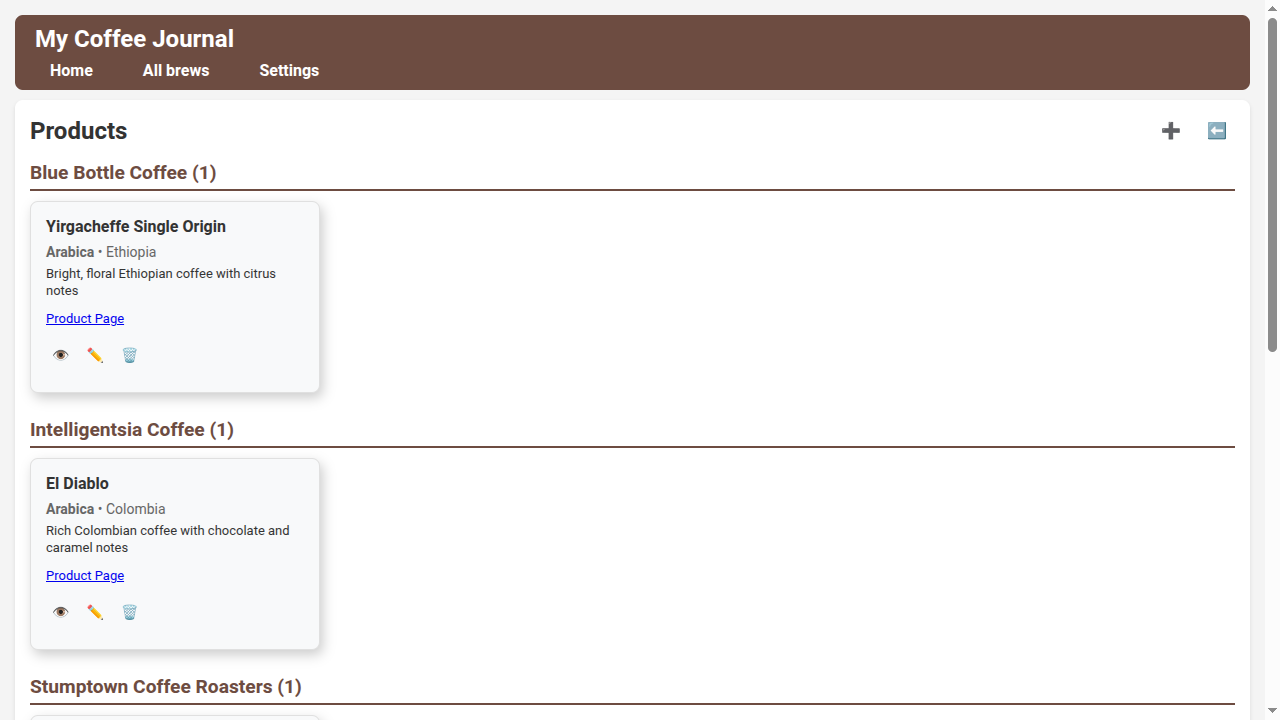 My Coffee Journal
Home All brews Settings
Products
Blue Bottle Coffee (1)
Yirgacheffe Single Origin
Arabica • Ethiopia
Bright, floral Ethiopian coffee with citrus
notes
Product Page
Intelligentsia Coffee (1)
El Diablo
Arabica • Colombia
Rich Colombian coffee with chocolate and
caramel notes
Product Page
Stumptown Coffee Roasters (1)